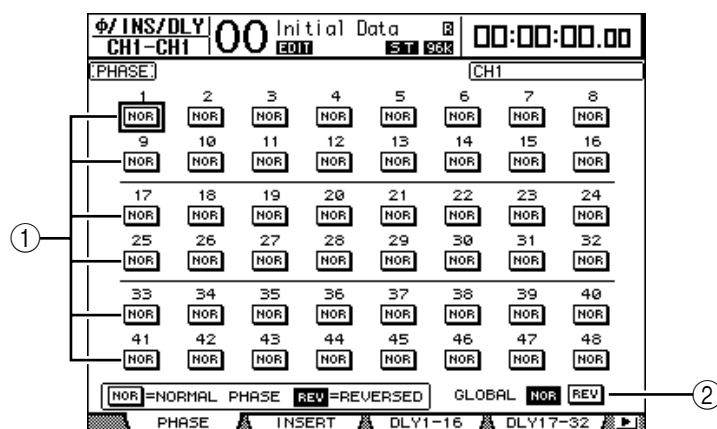 Φ/ INS/DLY 00 Initial Data
CH1-CH1 EDIT ST 96K 00:00:00.00
PHASE CH1
1 2 3 4 5 6 7 8
NOR NOR NOR NOR NOR NOR NOR NOR
9 10 11 12 13 14 15 16
NOR NOR NOR NOR NOR NOR NOR NOR
17 18 19 20 21 22 23 24
NOR NOR NOR NOR NOR NOR NOR NOR
① 25 26 27 28 29 30 31 32
NOR NOR NOR NOR NOR NOR NOR NOR
33 34 35 36 37 38 39 40
NOR NOR NOR NOR NOR NOR NOR NOR
41 42 43 44 45 46 47 48
NOR NOR NOR NOR NOR NOR NOR NOR
NOR=NORMAL PHASE REV=REVERSED GLOBAL NOR REV ②
PHASE INSERT DLY1-16 DLY17-32